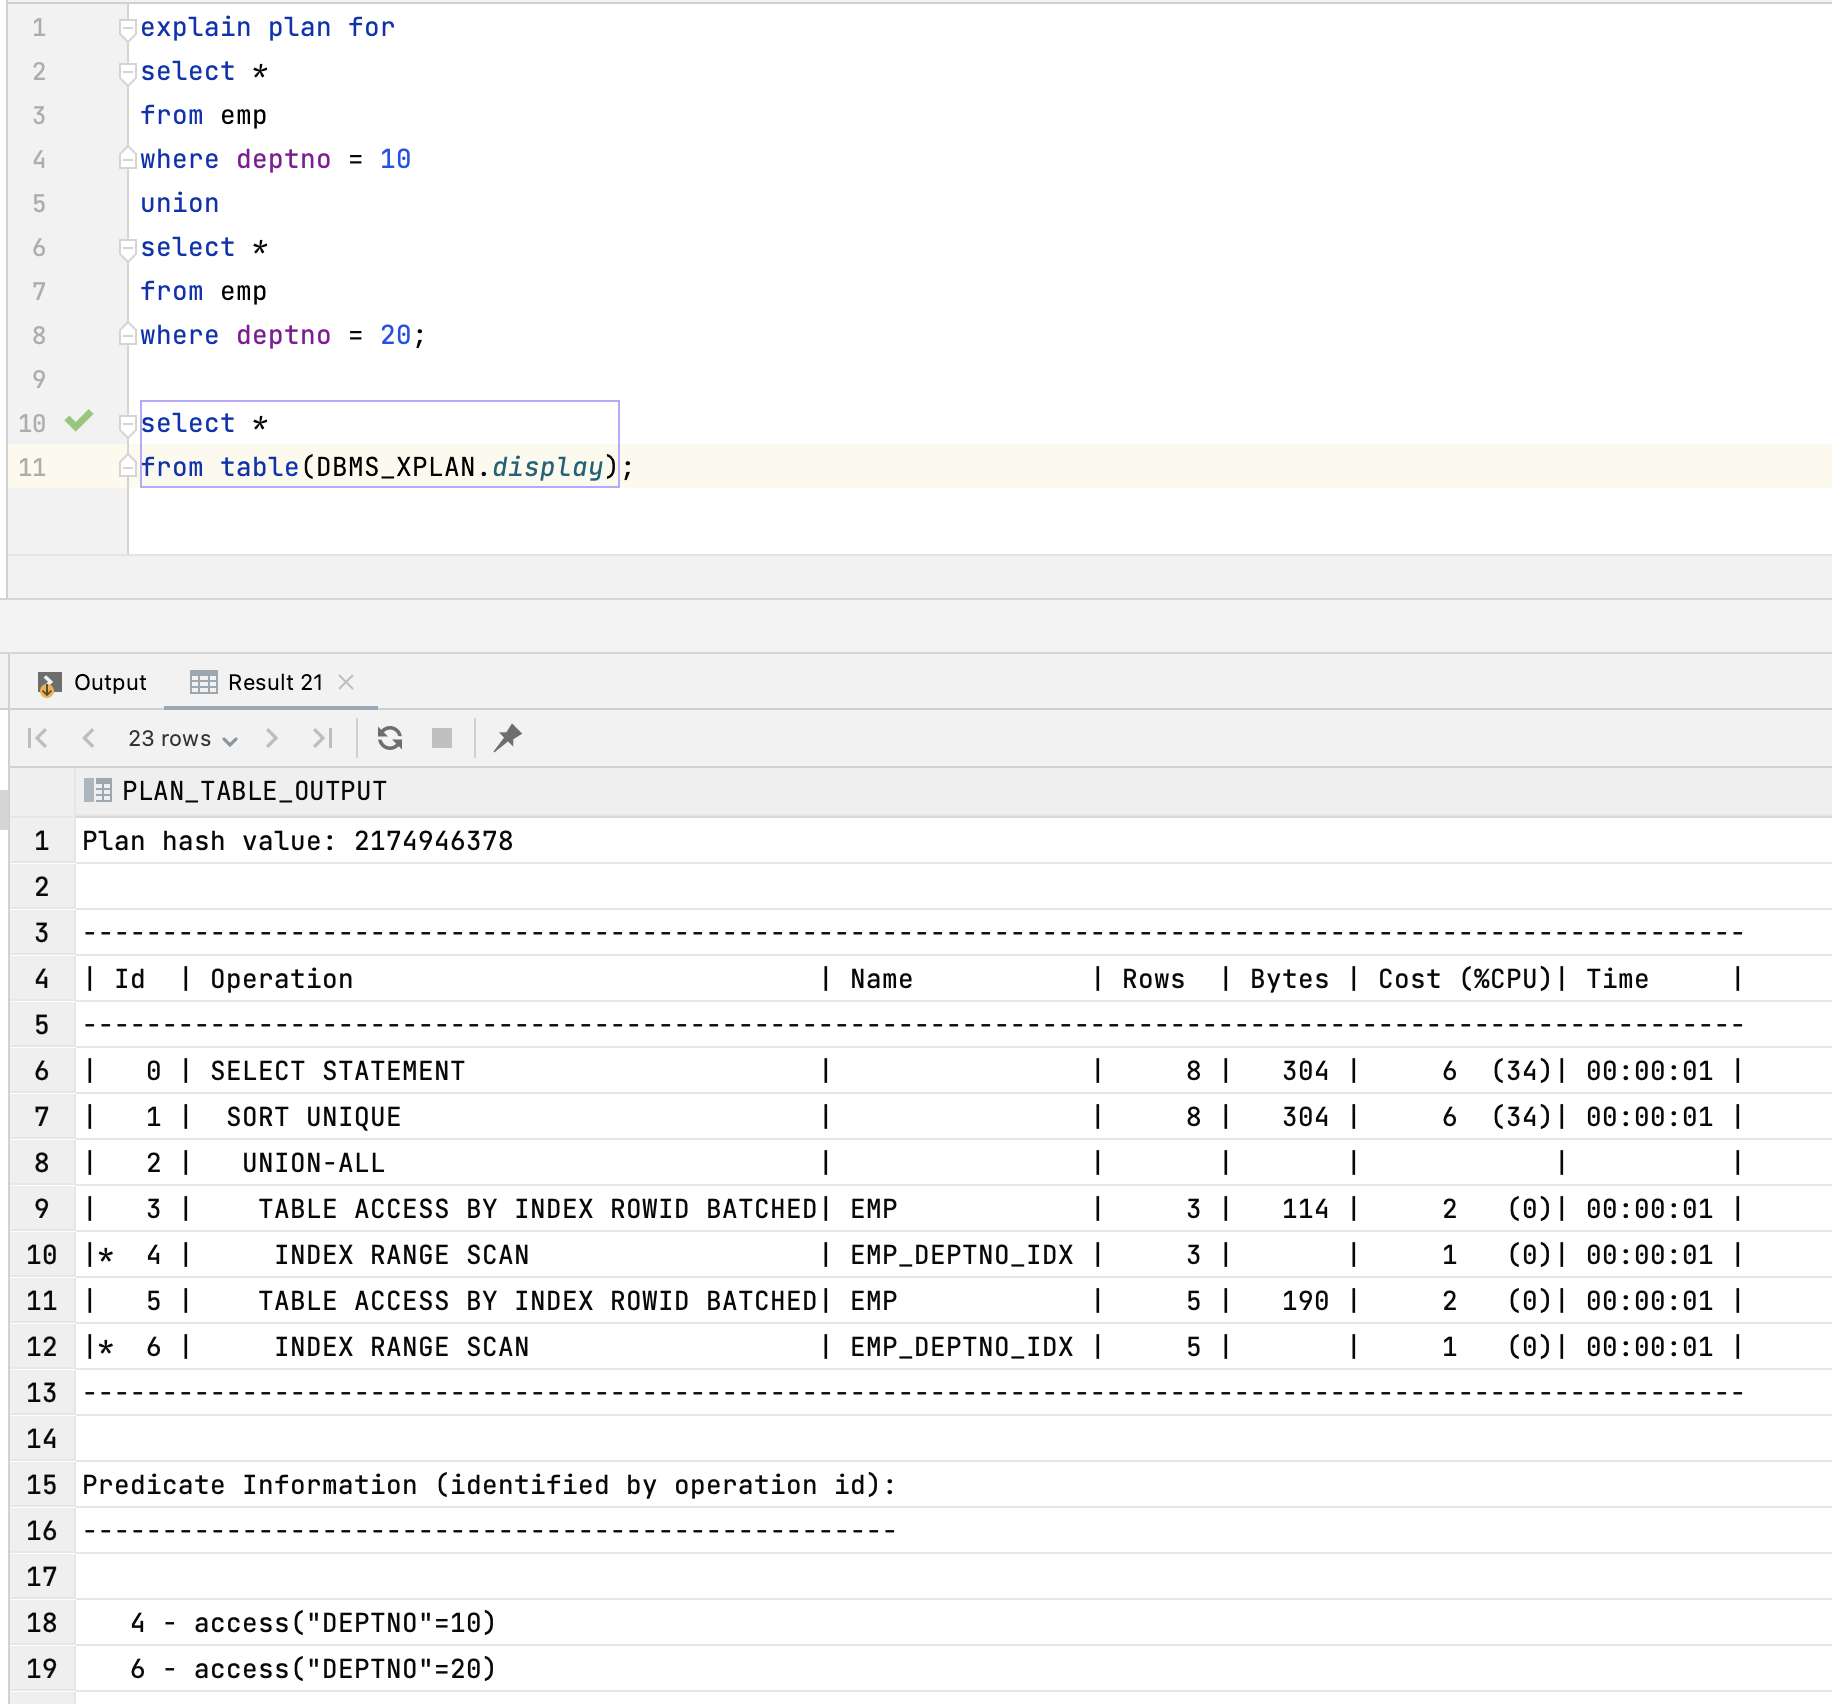 1 explain plan for
2 select *
3 from emp
4 where deptno = 10
5 union
6 select *
7 from emp
8 where deptno = 20;
9
10 select *
11 from table(DBMS_XPLAN.display);
Output Result 21
23 rows
PLAN_TABLE_OUTPUT
1 Plan hash value: 2174946378
2
3 --------------------------------------------------------------------------------------------------------
4 | Id  | Operation                             | Name           | Rows  | Bytes | Cost (%CPU)| Time     |
5 --------------------------------------------------------------------------------------------------------
6 |   0 | SELECT STATEMENT                      |                |     8 |   304 |     6  (34)| 00:00:01 |
7 |   1 |  SORT UNIQUE                          |                |     8 |   304 |     6  (34)| 00:00:01 |
8 |   2 |   UNION-ALL                           |                |       |       |            |          |
9 |   3 |    TABLE ACCESS BY INDEX ROWID BATCHED| EMP            |     3 |   114 |     2   (0)| 00:00:01 |
10 |*  4 |     INDEX RANGE SCAN                  | EMP_DEPTNO_IDX |     3 |       |     1   (0)| 00:00:01 |
11 |   5 |    TABLE ACCESS BY INDEX ROWID BATCHED| EMP            |     5 |   190 |     2   (0)| 00:00:01 |
12 |*  6 |     INDEX RANGE SCAN                  | EMP_DEPTNO_IDX |     5 |       |     1   (0)| 00:00:01 |
13 --------------------------------------------------------------------------------------------------------
14
15 Predicate Information (identified by operation id):
16 ---------------------------------------------------
17
18    4 - access("DEPTNO"=10)
19    6 - access("DEPTNO"=20)